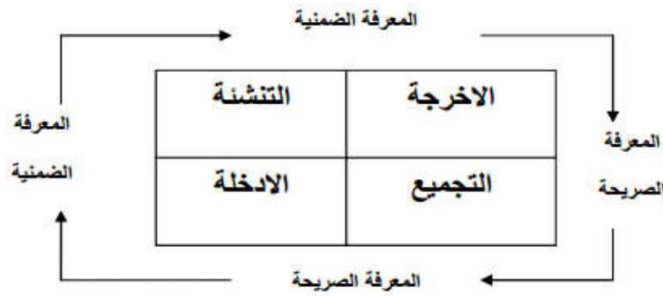 المعرفة الضمنية
الاخرجة
التنشئة
المعرفة
الصريحة
المعرفة
الضمنية
التجميع
الادخلة
المعرفة الصريحة